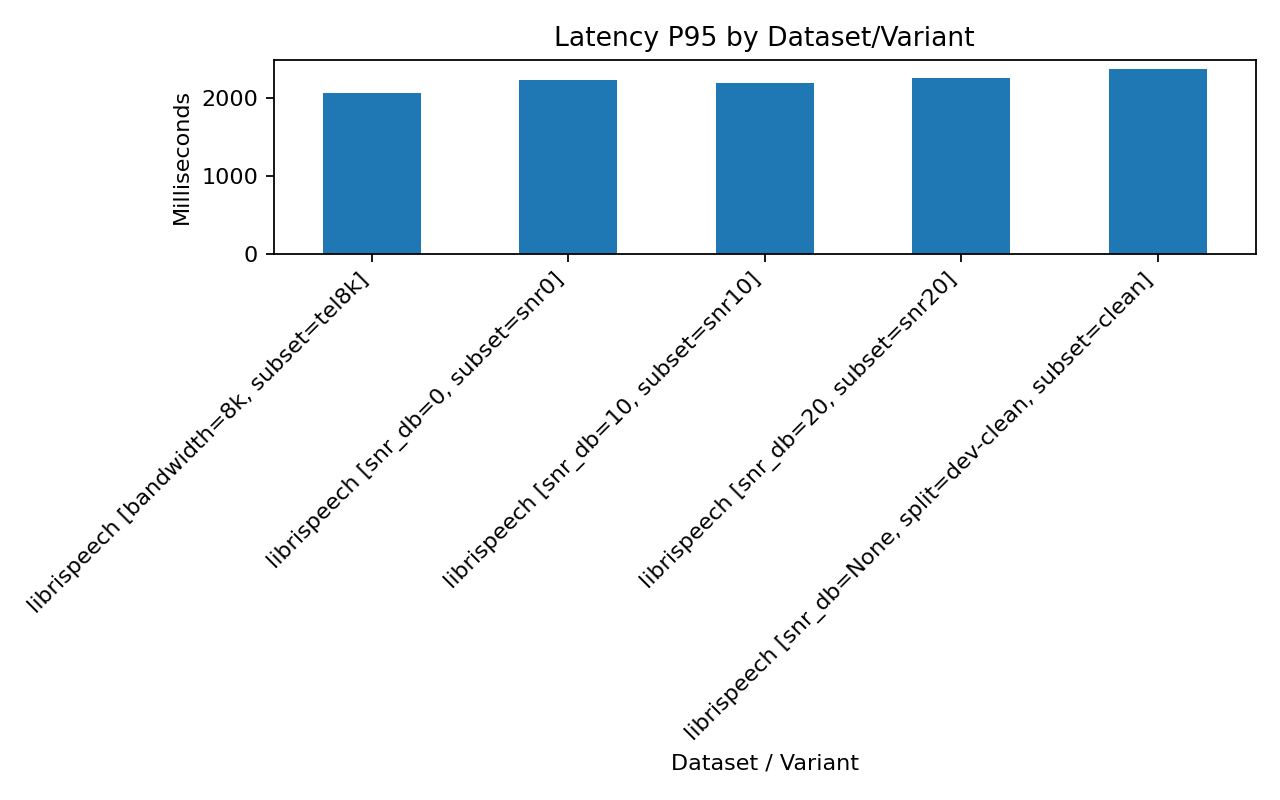 Latency P95 by Dataset/Variant
Milliseconds
2000
1000
0
librispeech [bandwidth=8k, subset=tel8k]
librispeech [snr_db=0, subset=snr0]
librispeech [snr_db=10, subset=snr10]
librispeech [snr_db=20, subset=snr20]
librispeech [snr_db=None, split=dev-clean, subset=clean]
Dataset / Variant